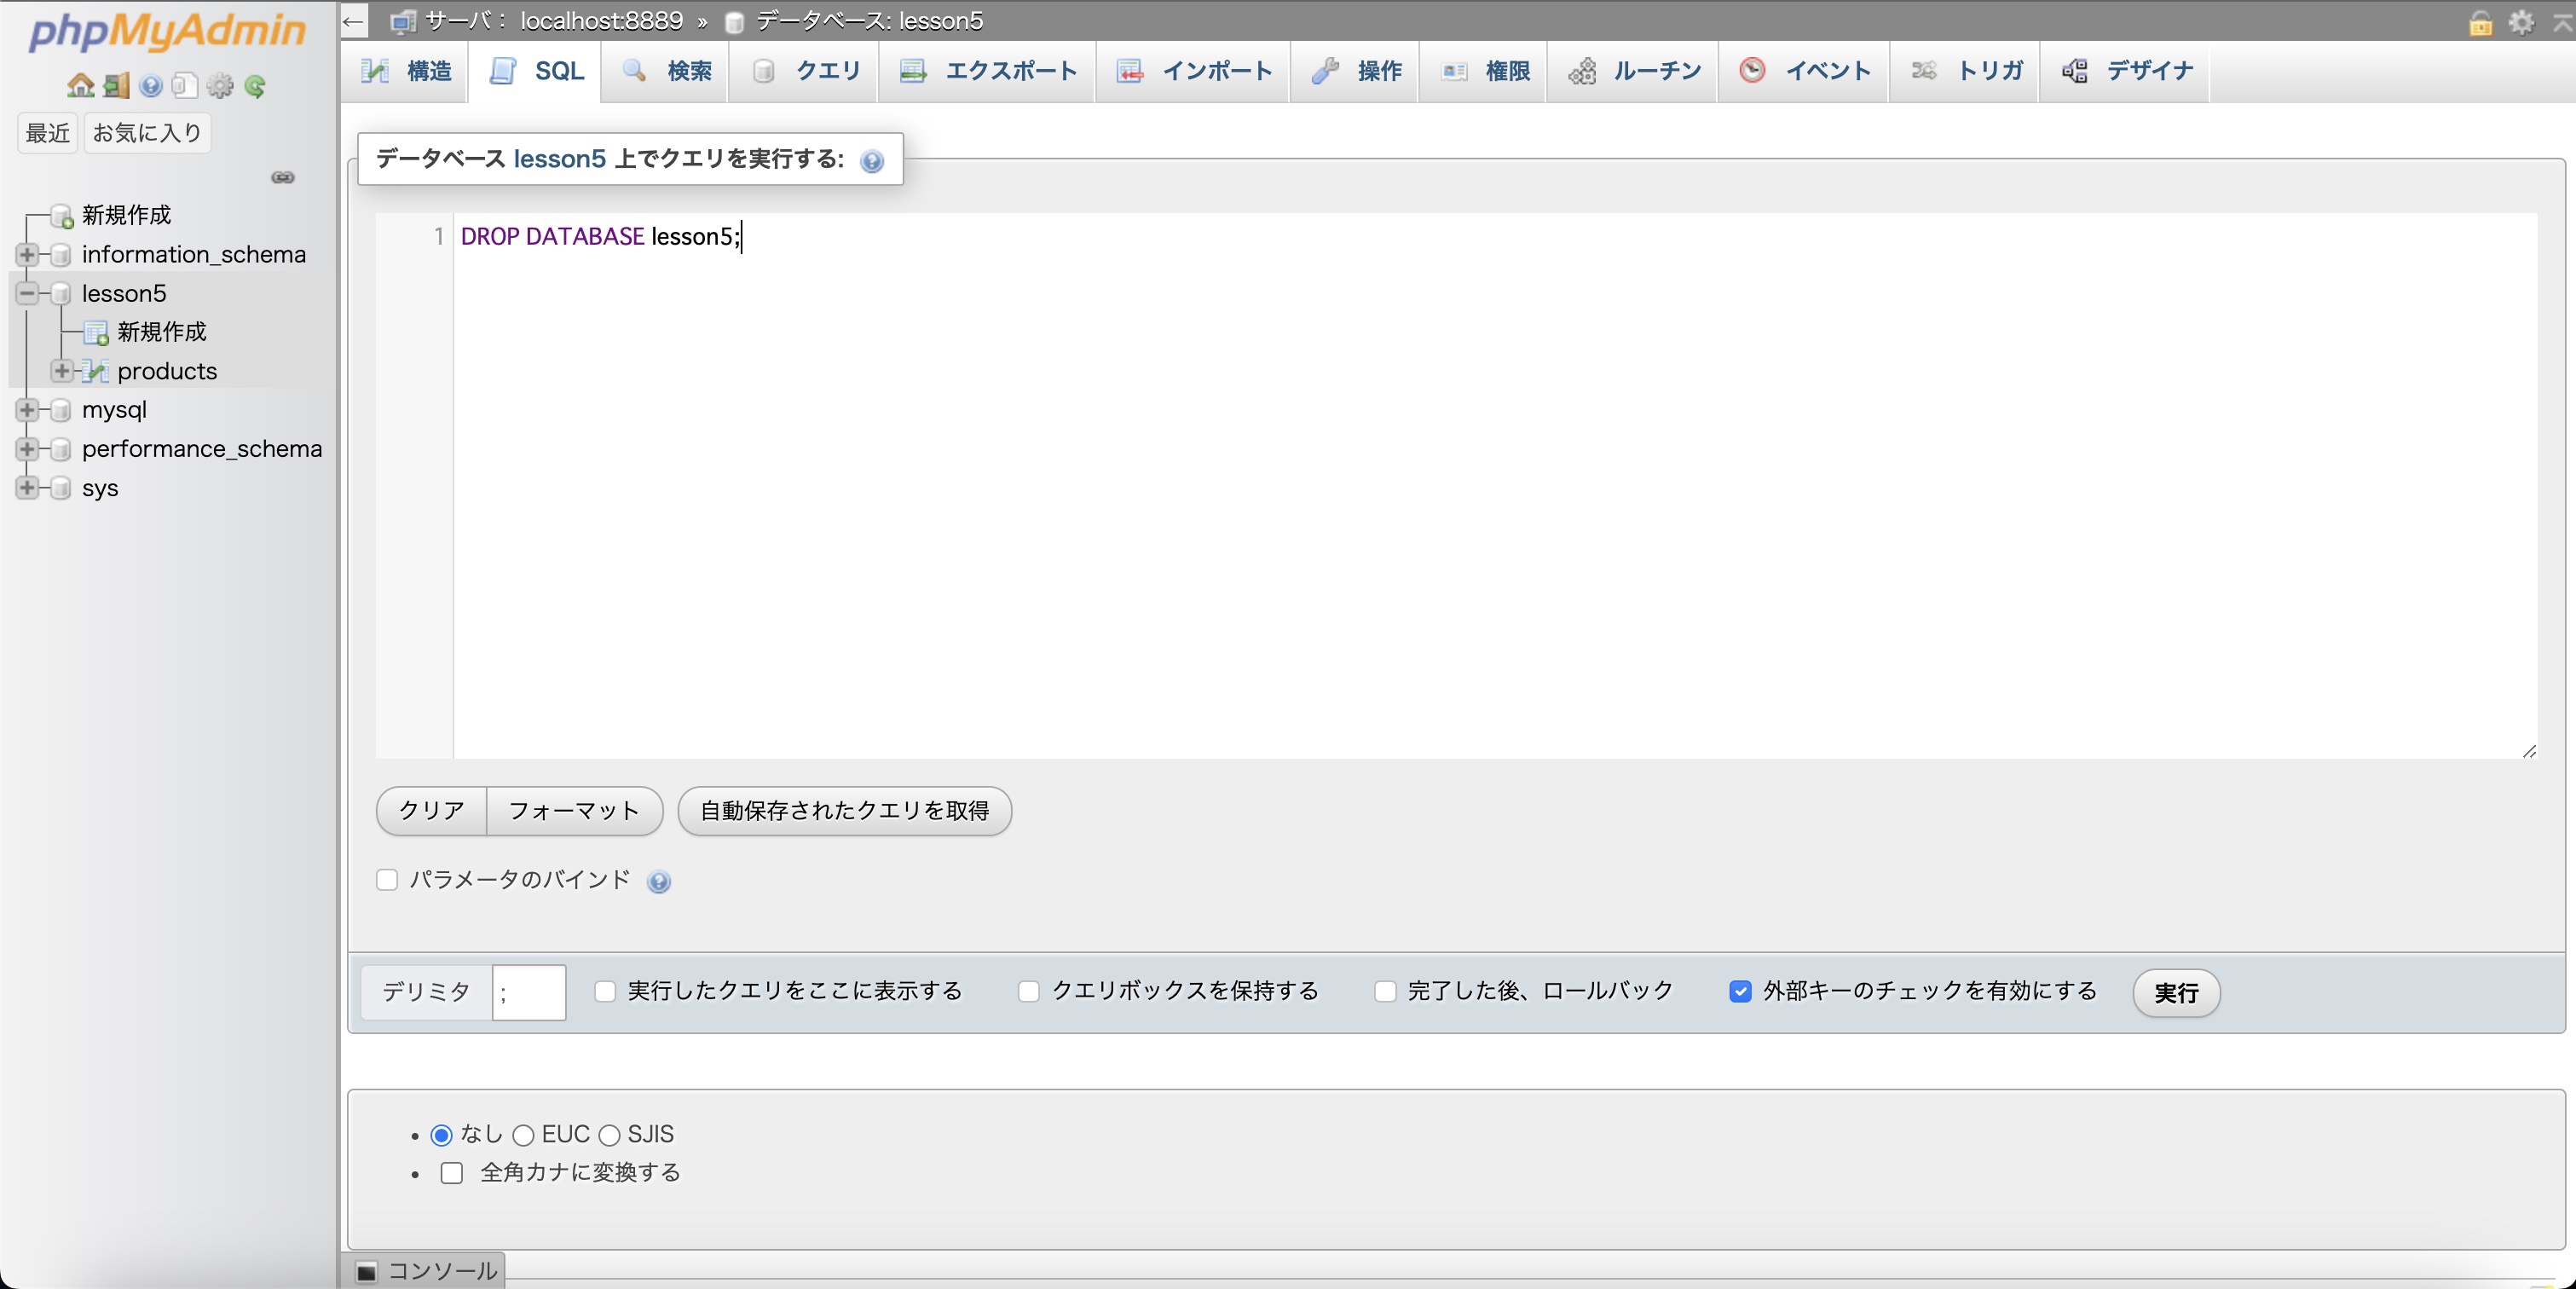 phpMyAdmin
最近 お気に入り
新規作成
information_schema
lesson5
新規作成
products
mysql
performance_schema
sys
← サーバ： localhost:8889 » データベース: lesson5
構造 SQL 検索 クエリ エクスポート インポート 操作 権限 ルーチン イベント トリガ デザイナ
データベース lesson5 上でクエリを実行する:
1 DROP DATABASE lesson5;
クリア フォーマット 自動保存されたクエリを取得
パラメータのバインド
デリミタ ; 実行したクエリをここに表示する クエリボックスを保持する 完了した後、ロールバック 外部キーのチェックを有効にする 実行
• なし EUC SJIS
• 全角カナに変換する
コンソール